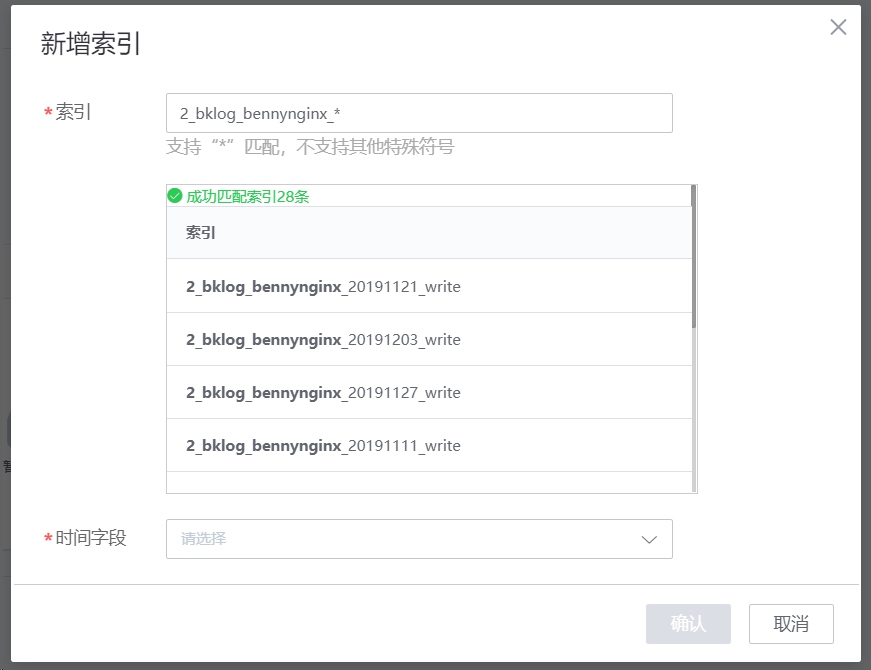 新增索引
*索引
2_bklog_bennynginx_*
支持“*”匹配，不支持其他特殊符号
成功匹配索引28条
索引
2_bklog_bennynginx_20191121_write
2_bklog_bennynginx_20191203_write
2_bklog_bennynginx_20191127_write
2_bklog_bennynginx_20191111_write
*时间字段
请选择
确认 取消